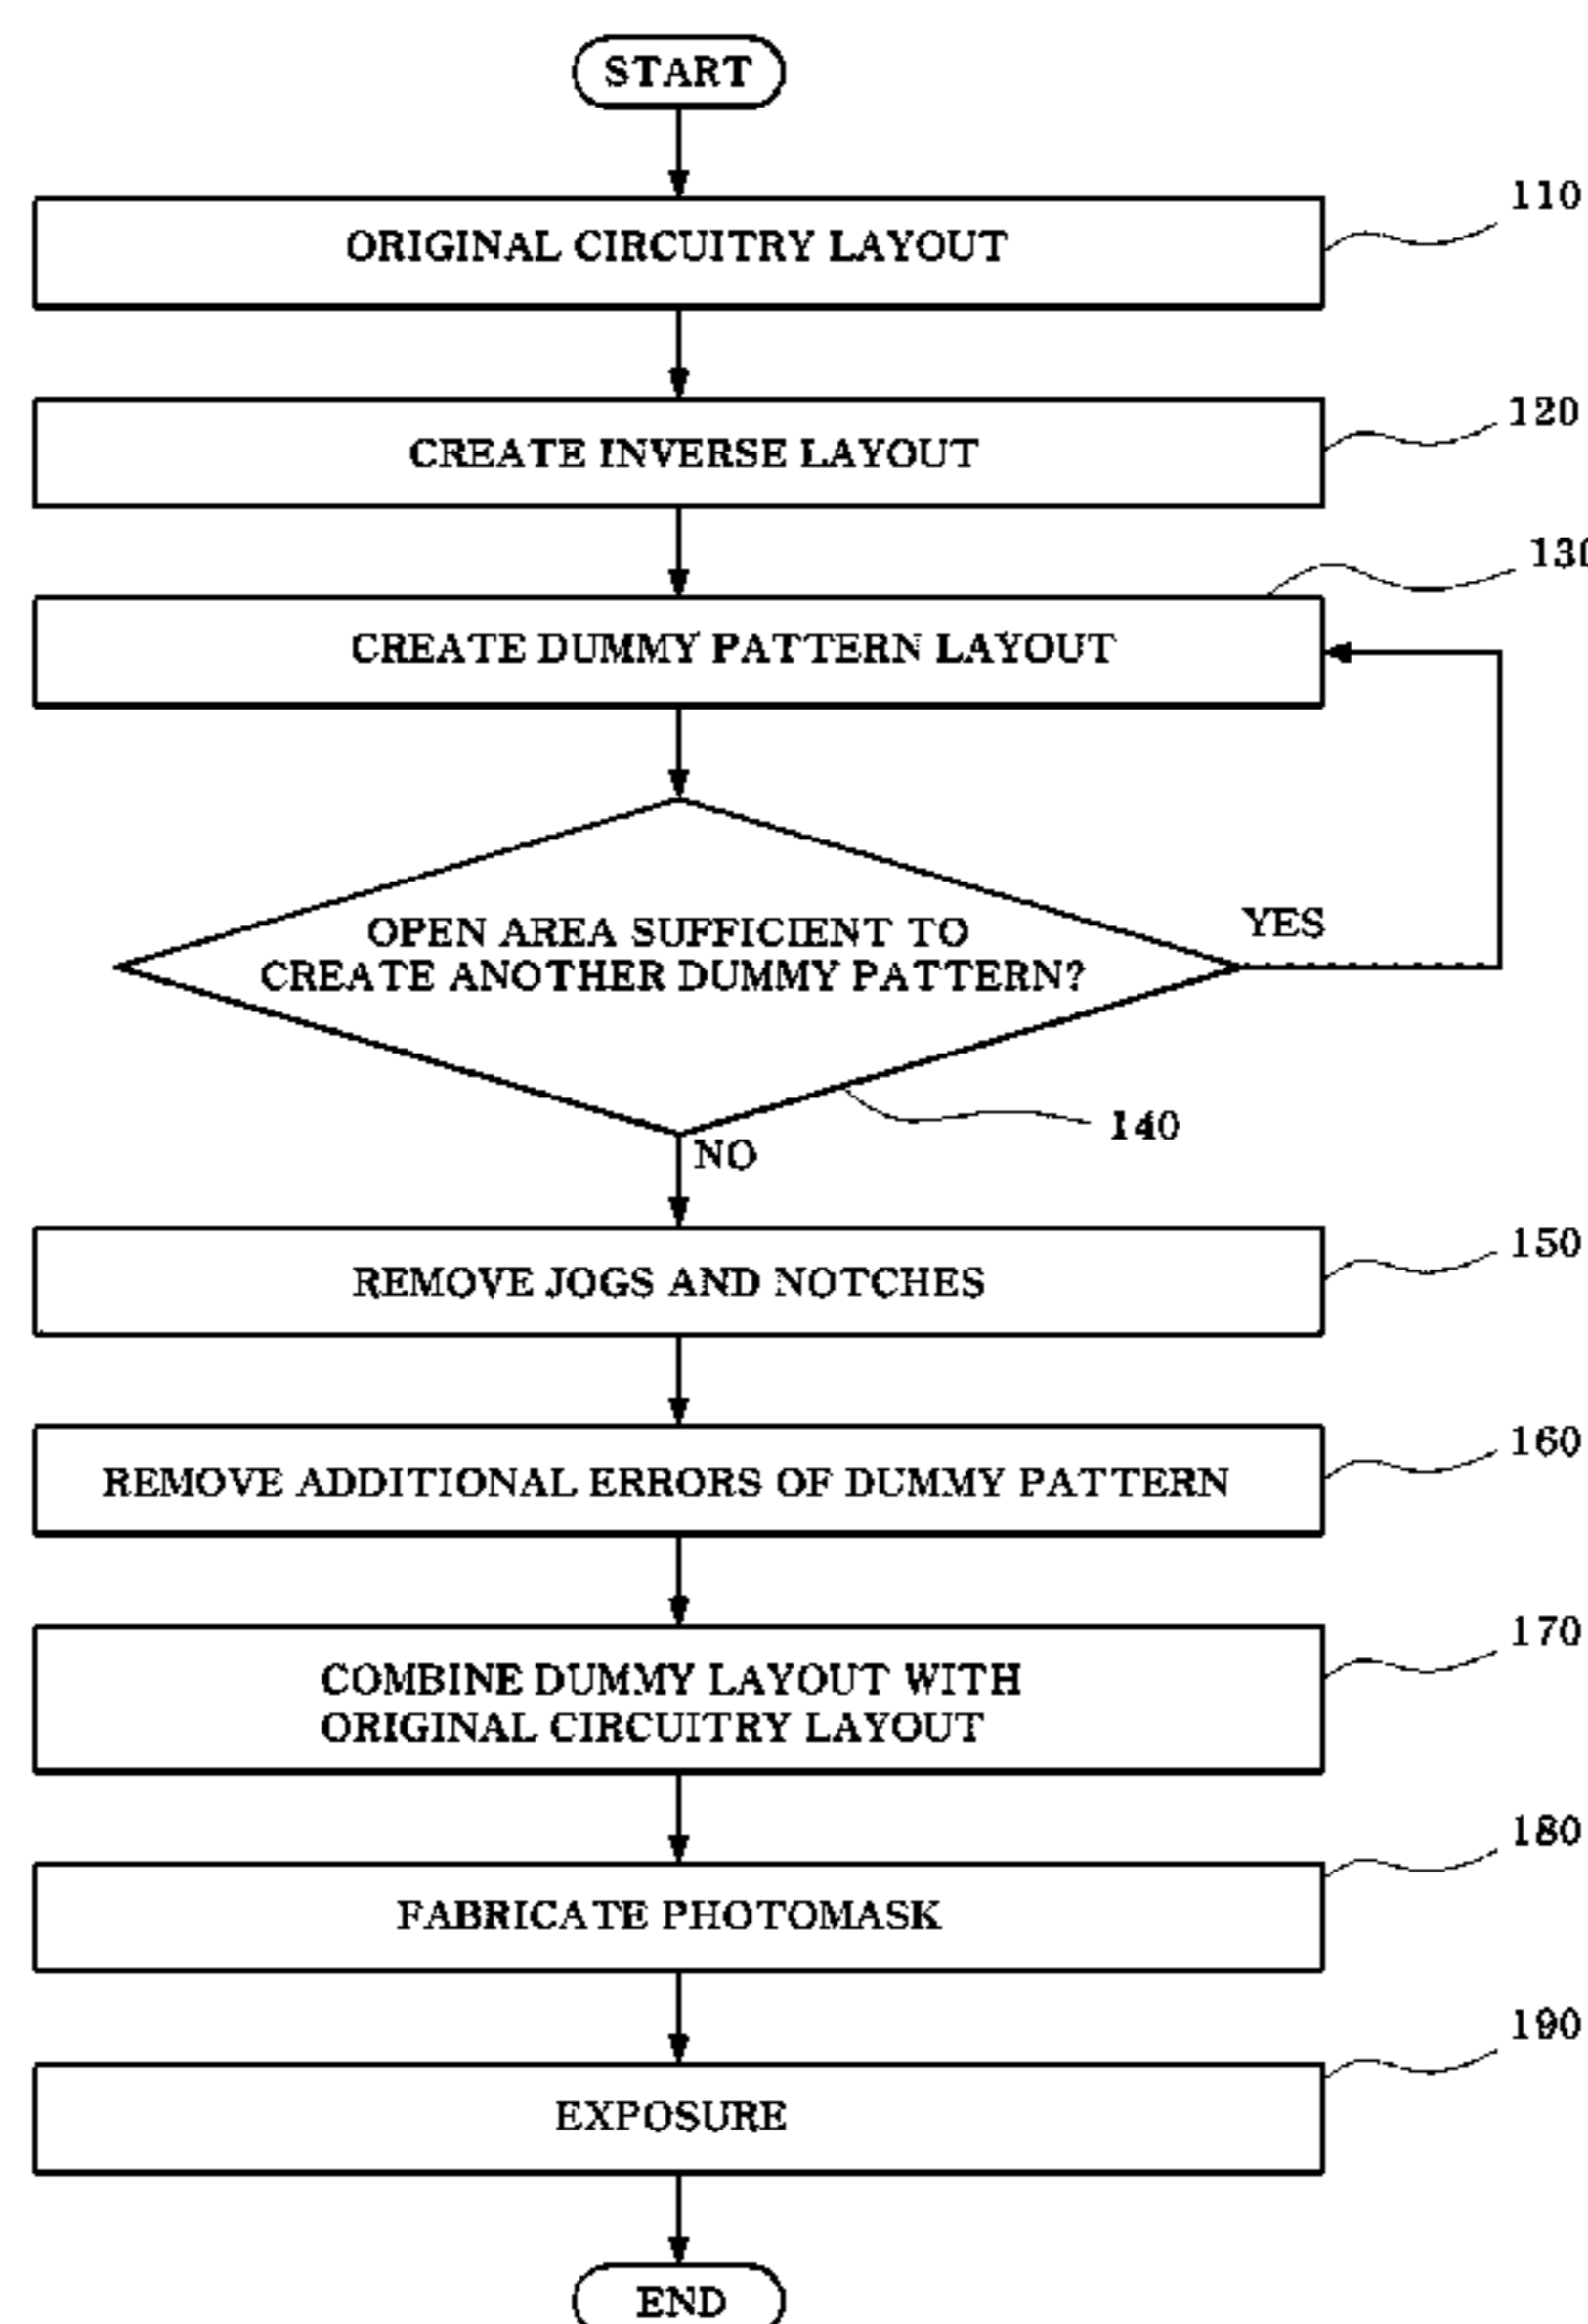 START
110
ORIGINAL CIRCUITRY LAYOUT
120
CREATE INVERSE LAYOUT
130
CREATE DUMMY PATTERN LAYOUT
OPEN AREA SUFFICIENT TO
CREATE ANOTHER DUMMY PATTERN?
YES
140
NO
150
REMOVE JOGS AND NOTCHES
160
REMOVE ADDITIONAL ERRORS OF DUMMY PATTERN
170
COMBINE DUMMY LAYOUT WITH
ORIGINAL CIRCUITRY LAYOUT
180
FABRICATE PHOTOMASK
190
EXPOSURE
END